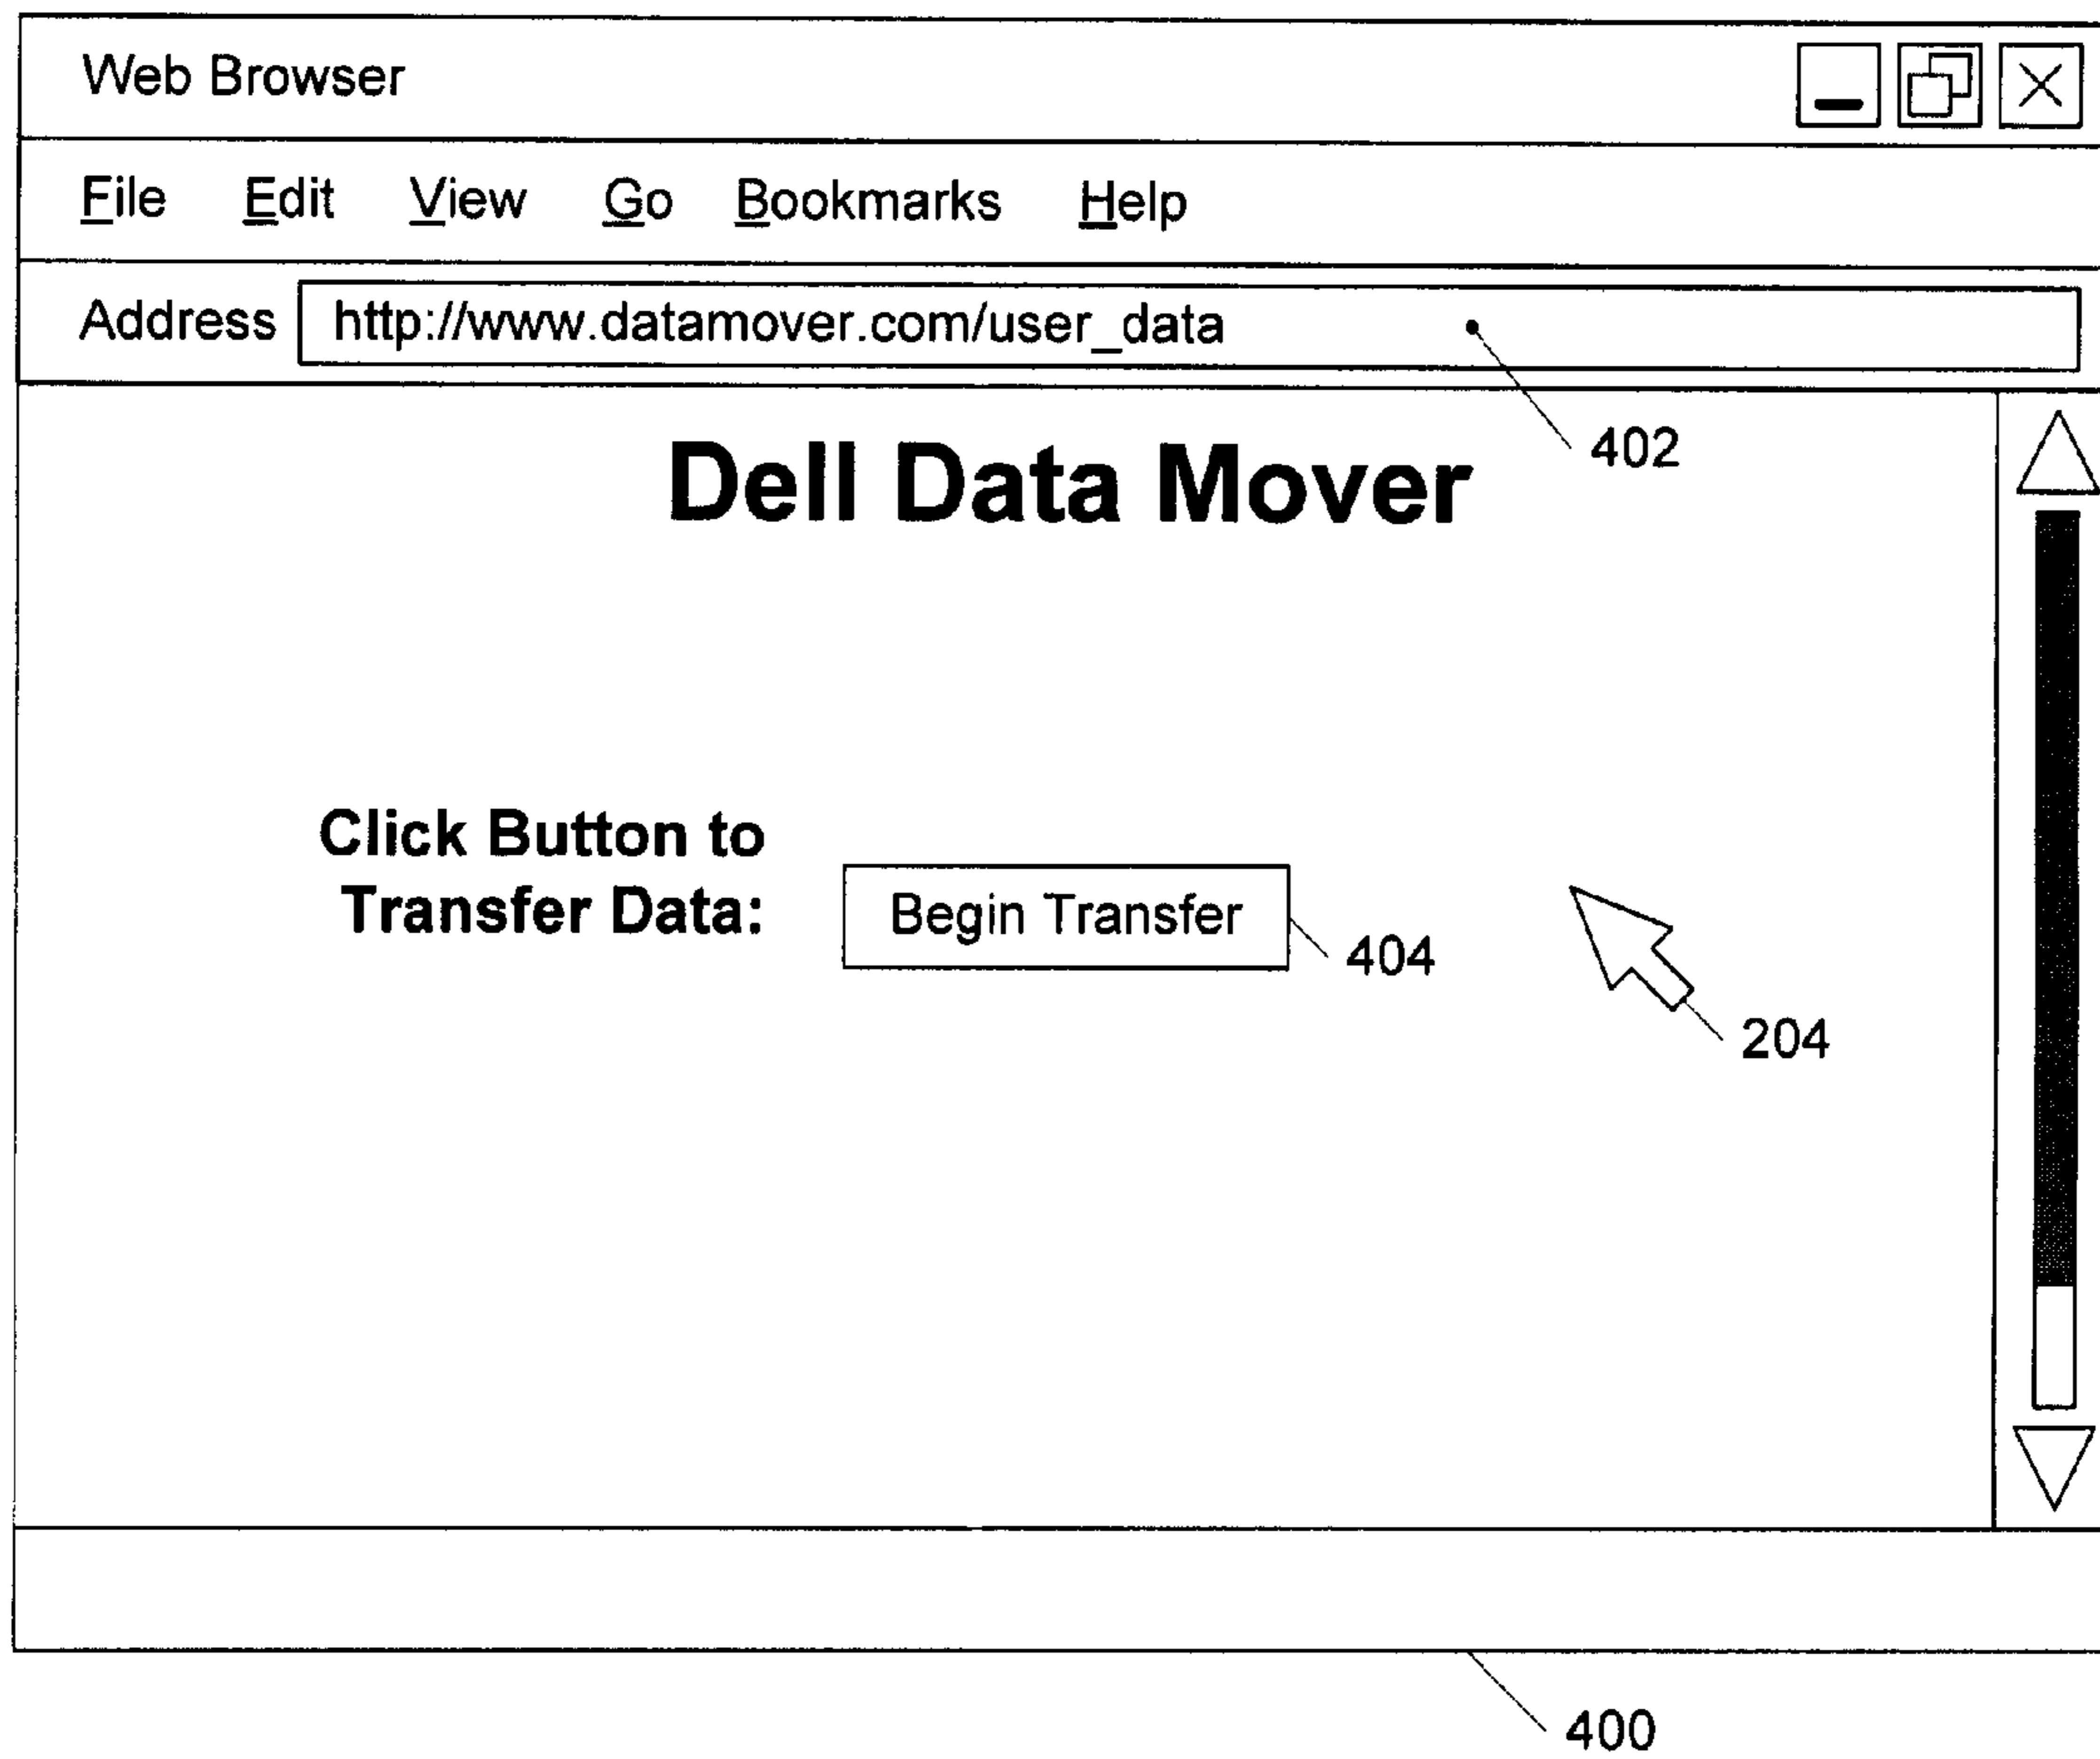 Web Browser
File Edit View Go Bookmarks Help
Address http://www.datamover.com/user_data
402
Dell Data Mover
Click Button to
Transfer Data:
Begin Transfer
404
204
400